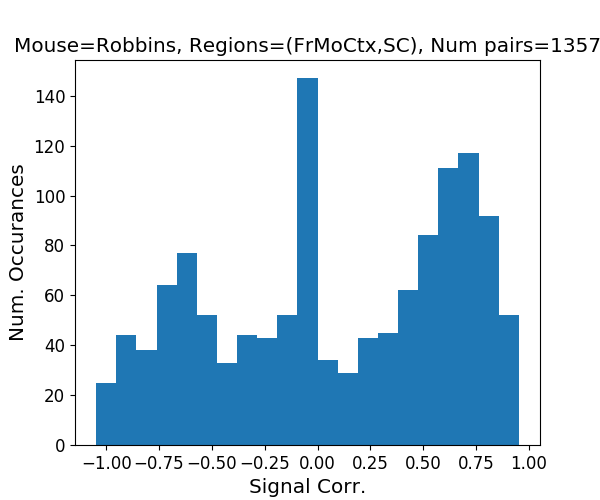 Mouse=Robbins, Regions=(FrMoCtx,SC), Num pairs=1357
140
120
100
80
60
40
20
0
Num. Occurances
−1.00 −0.75 −0.50 −0.25 0.00 0.25 0.50 0.75 1.00
Signal Corr.